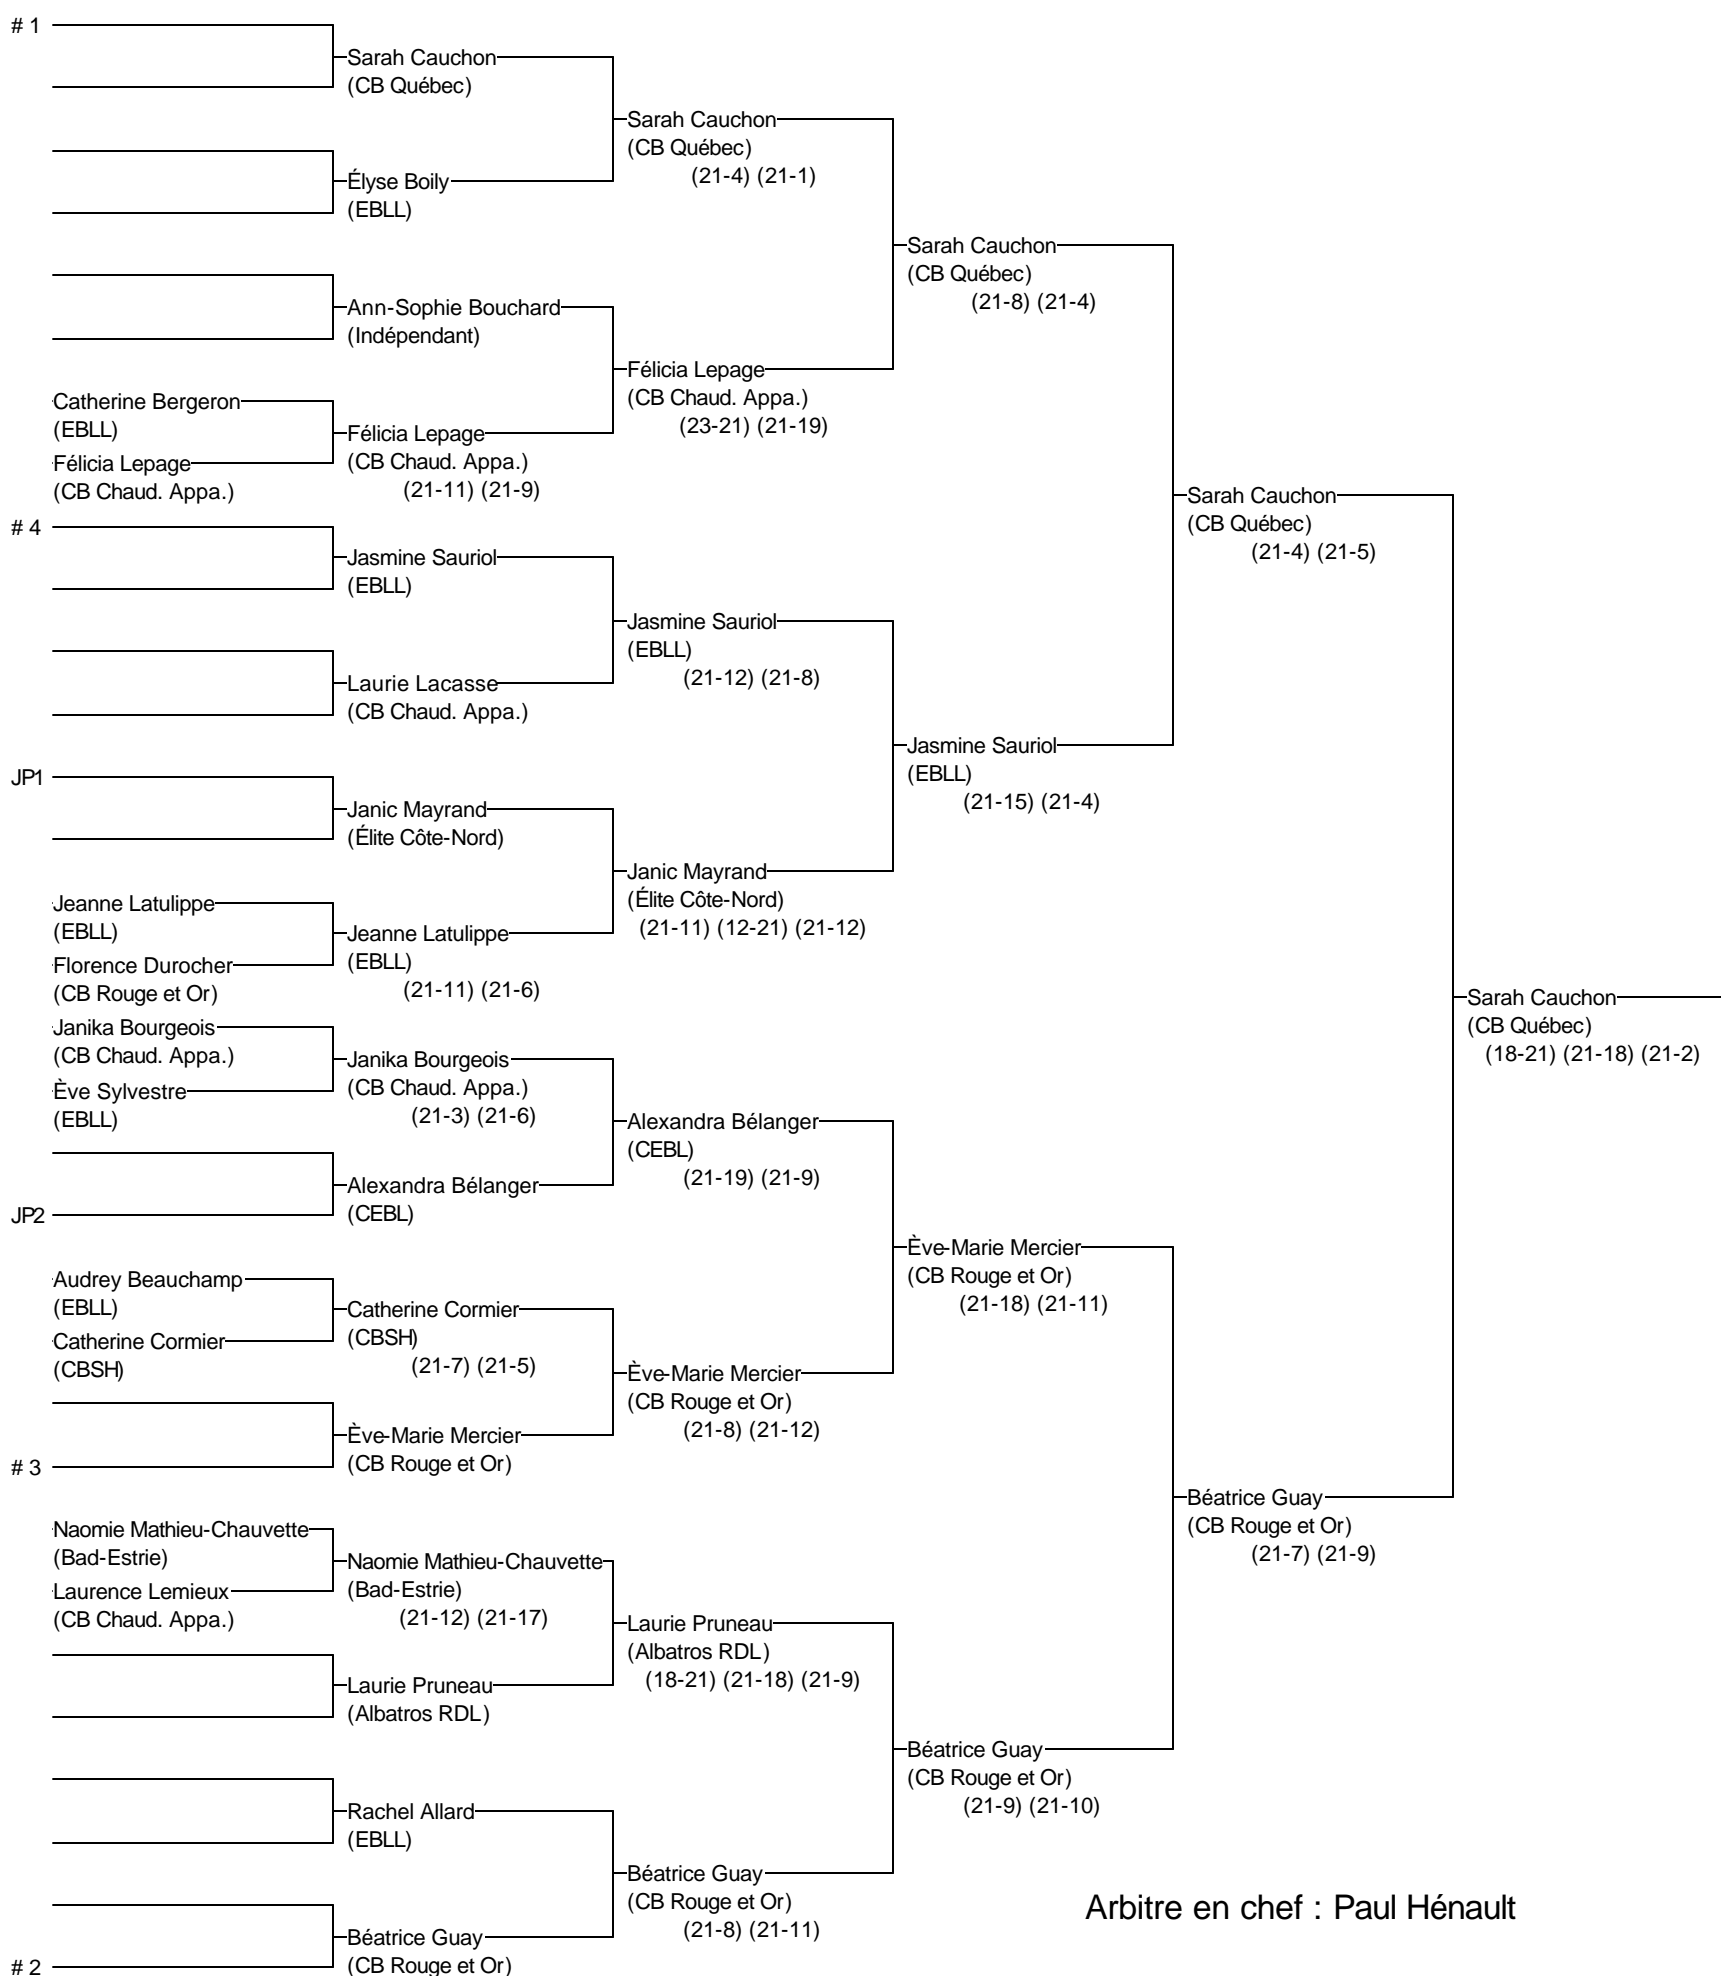 # 1
Sarah Cauchon
(CB Québec)
Sarah Cauchon
(CB Québec)
(21-4) (21-1)
Élyse Boily
(EBLL)
Sarah Cauchon
(CB Québec)
(21-8) (21-4)
Ann-Sophie Bouchard
(Indépendant)
Félicia Lepage
(CB Chaud. Appa.)
(23-21) (21-19)
Catherine Bergeron
(EBLL)
Félicia Lepage
(CB Chaud. Appa.)
(21-11) (21-9)
Félicia Lepage
(CB Chaud. Appa.)
Sarah Cauchon
(CB Québec)
(21-4) (21-5)
# 4
Jasmine Sauriol
(EBLL)
Jasmine Sauriol
(EBLL)
(21-12) (21-8)
Laurie Lacasse
(CB Chaud. Appa.)
Jasmine Sauriol
(EBLL)
(21-15) (21-4)
JP1
Janic Mayrand
(Élite Côte-Nord)
Janic Mayrand
(Élite Côte-Nord)
(21-11) (12-21) (21-12)
Jeanne Latulippe
(EBLL)
Jeanne Latulippe
(EBLL)
(21-11) (21-6)
Florence Durocher
(CB Rouge et Or)
Sarah Cauchon
(CB Québec)
(18-21) (21-18) (21-2)
Janika Bourgeois
(CB Chaud. Appa.)
Janika Bourgeois
(CB Chaud. Appa.)
(21-3) (21-6)
Ève Sylvestre
(EBLL)
Alexandra Bélanger
(CEBL)
(21-19) (21-9)
Alexandra Bélanger
(CEBL)
JP2
Ève-Marie Mercier
(CB Rouge et Or)
(21-18) (21-11)
Audrey Beauchamp
(EBLL)
Catherine Cormier
(CBSH)
(21-7) (21-5)
Catherine Cormier
(CBSH)
Ève-Marie Mercier
(CB Rouge et Or)
(21-8) (21-12)
Ève-Marie Mercier
(CB Rouge et Or)
# 3
Béatrice Guay
(CB Rouge et Or)
(21-7) (21-9)
Naomie Mathieu-Chauvette
(Bad-Estrie)
Naomie Mathieu-Chauvette
(Bad-Estrie)
(21-12) (21-17)
Laurence Lemieux
(CB Chaud. Appa.)
Laurie Pruneau
(Albatros RDL)
(18-21) (21-18) (21-9)
Laurie Pruneau
(Albatros RDL)
Béatrice Guay
(CB Rouge et Or)
(21-9) (21-10)
Rachel Allard
(EBLL)
Béatrice Guay
(CB Rouge et Or)
(21-8) (21-11)
Arbitre en chef : Paul Hénault
Béatrice Guay
(CB Rouge et Or)
# 2